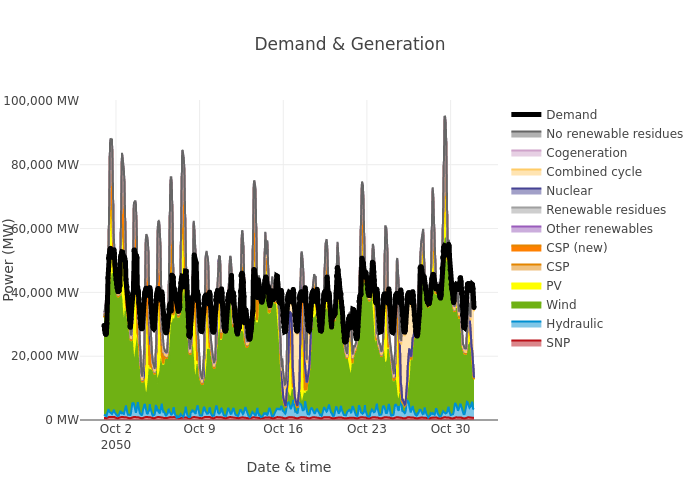 Demand & Generation
100,000 MW
80,000 MW
60,000 MW
40,000 MW
20,000 MW
0 MW
Power (MW)
Oct 2
2050
Oct 9
Oct 16
Oct 23
Oct 30
Date & time
Demand
No renewable residues
Cogeneration
Combined cycle
Nuclear
Renewable residues
Other renewables
CSP (new)
CSP
PV
Wind
Hydraulic
SNP